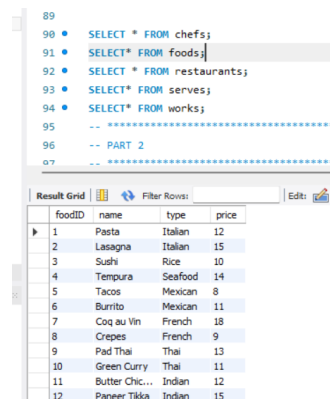 89
90 SELECT * FROM chefs;
91 SELECT* FROM foods;
92 SELECT * FROM restaurants;
93 SELECT* FROM serves;
94 SELECT* FROM works;
95 -- **********************************
96 -- PART 2
97 -- **********************************
Result Grid Filter Rows: Edit:
foodID name type price
1 Pasta Italian 12
2 Lasagna Italian 15
3 Sushi Rice 10
4 Tempura Seafood 14
5 Tacos Mexican 8
6 Burrito Mexican 11
7 Coq au Vin French 18
8 Crepes French 9
9 Pad Thai Thai 13
10 Green Curry Thai 11
11 Butter Chic... Indian 12
12 Paneer Tikka Indian 15